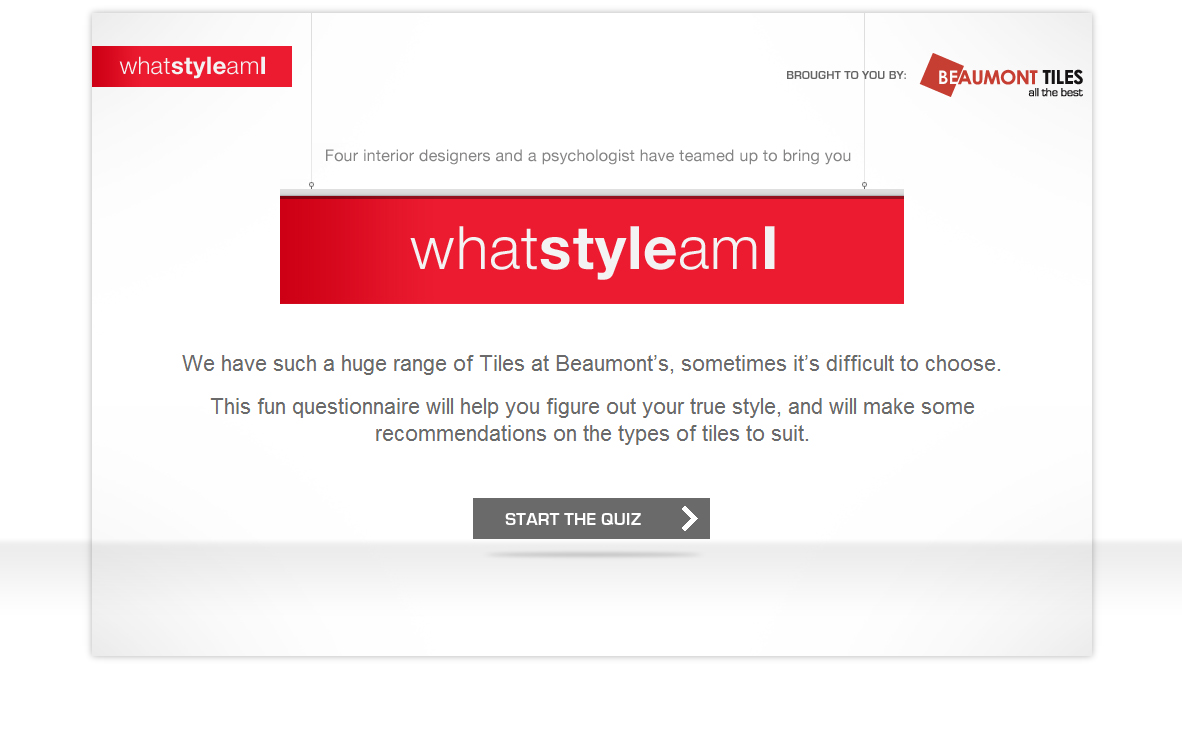 whatstyleamI
BROUGHT TO YOU BY:
BEAUMONT TILES
all the best
Four interior designers and a psychologist have teamed up to bring you
whatstyleamI
We have such a huge range of Tiles at Beaumont’s, sometimes it’s difficult to choose.
This fun questionnaire will help you figure out your true style, and will make some
recommendations on the types of tiles to suit.
START THE QUIZ